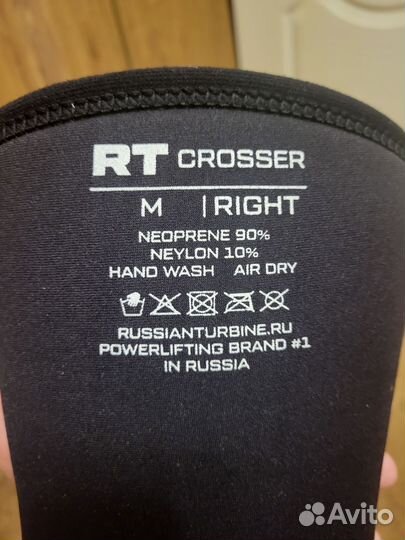 RT CROSSER
M | RIGHT
NEOPRENE 90%
NEYLON 10%
HAND WASH AIR DRY
RUSSIANTURBINE.RU
POWERLIFTING BRAND #1
IN RUSSIA
Avito